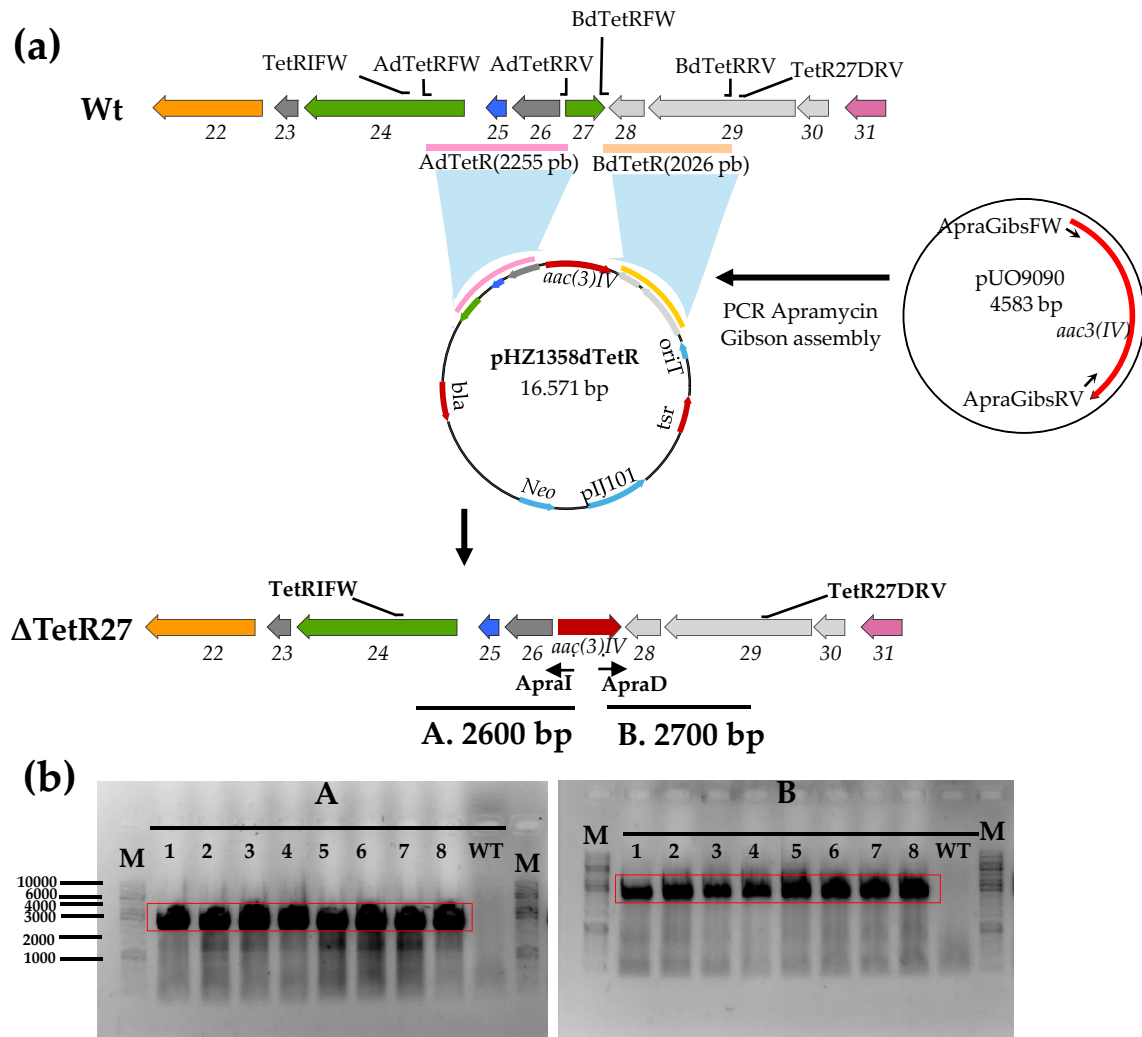 (a)
BdTetRFW
TetRIFW
AdTetRFW
AdTetRRV
BdTetRRV
TetR27DRV
Wt
22 23 24 25 26 27 28 29 30 31
AdTetR(2255 pb)
BdTetR(2026 pb)
aac(3)IV
pHZ1358dTetR
16.571 bp
oriT
tsr
pIJ101
Neo
bla
PCR Apramycin
Gibson assembly
ApraGibsFW
pUO9090
4583 bp
aac3(IV)
ApraGibsRV
TetRIFW
TetR27DRV
ΔTetR27
22 23 24 25 26 aac(3)IV 28 29 30 31
ApraI ApraD
A. 2600 bp
B. 2700 bp
(b)
A
M 1 2 3 4 5 6 7 8 WT M
10000
6000
4000
3000
2000
1000
B
M 1 2 3 4 5 6 7 8 WT M